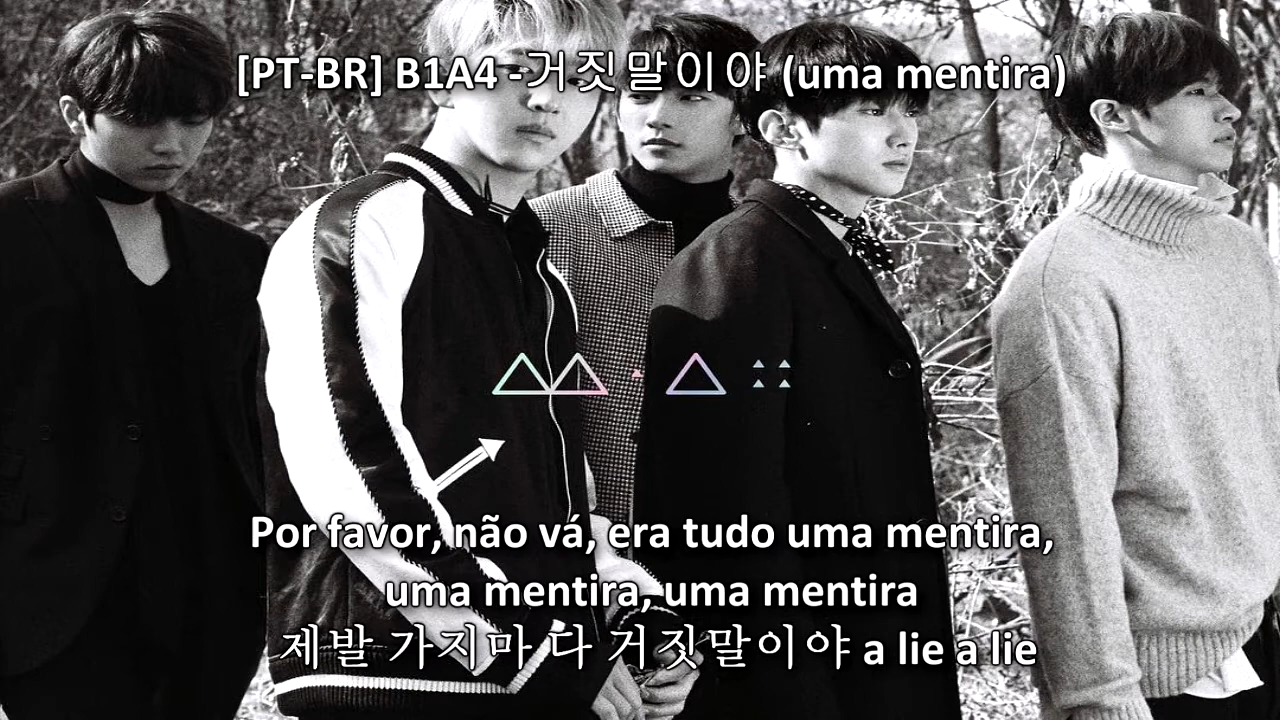 [PT-BR] B1A4 -거짓말이야 (uma mentira)
Por favor, não vá, era tudo uma mentira,
uma mentira, uma mentira
제발 가지마 다 거짓말이야 a lie a lie